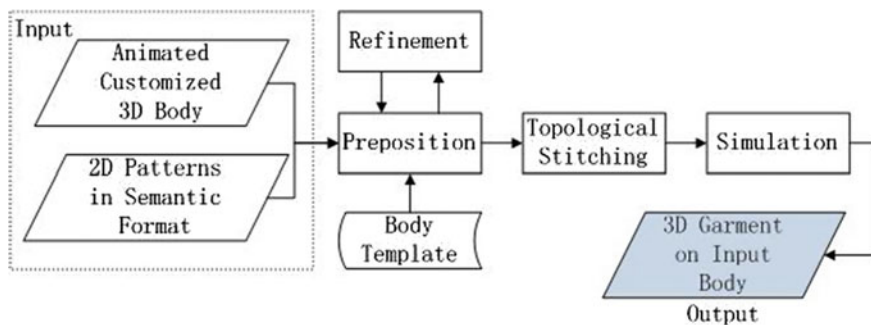 Input
Animated
Customized
3D Body
2D Patterns
in Semantic
Format
Refinement
Preposition
Body
Template
Topological
Stitching
Simulation
3D Garment
on Input
Body
Output